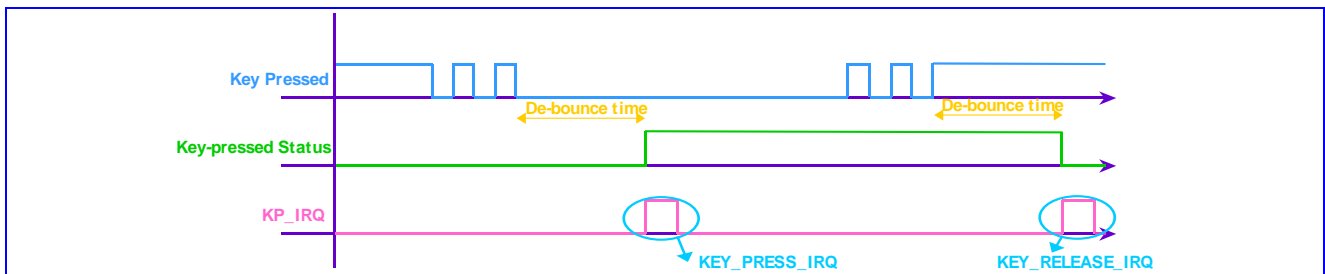 Key Pressed
De-bounce time
De-bounce time
Key-pressed Status
KP_IRQ
KEY_PRESS_IRQ
KEY_RELEASE_IRQ